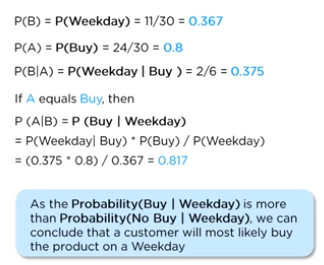 P(B) = P(Weekday) = 11/30 = 0.367
P(A) = P(Buy) = 24/30 = 0.8
P(B|A) = P(Weekday | Buy ) = 2/6 = 0.375
If A equals Buy, then
P (A|B) = P (Buy | Weekday)
= P(Weekday| Buy) * P(Buy) / P(Weekday)
= (0.375 * 0.8) / 0.367 = 0.817
As the Probability(Buy | Weekday) is more
than Probability(No Buy | Weekday), we can
conclude that a customer will most likely buy
the product on a Weekday